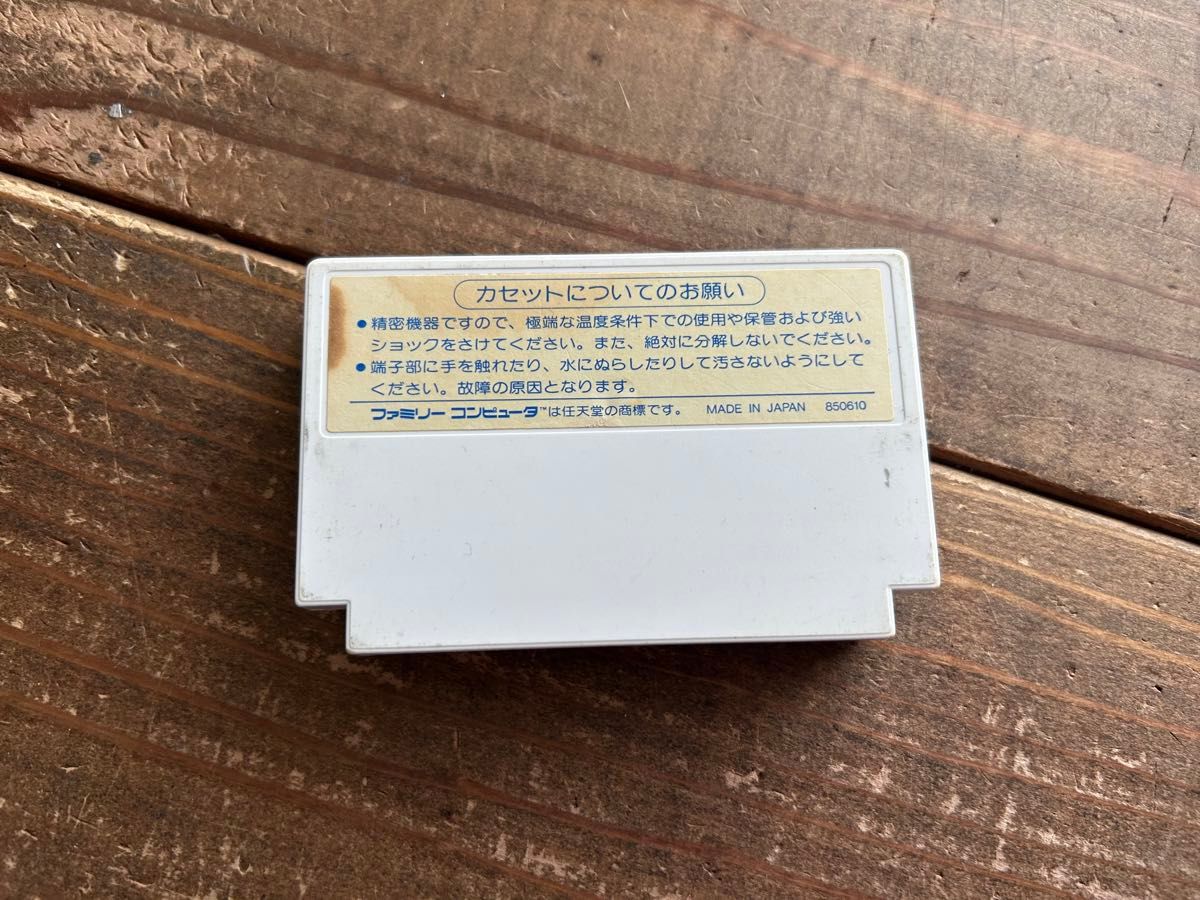 カセットについてのお願い
●精密機器ですので、極端な温度条件下での使用や保管および強い
ショックをさけてください。また、絶対に分解しないでください。
●端子部に手を触れたり、水にぬらしたりして汚さないようにして
ください。故障の原因となります。
ファミリー コンピュータ™は任天堂の商標です。 MADE IN JAPAN 850610